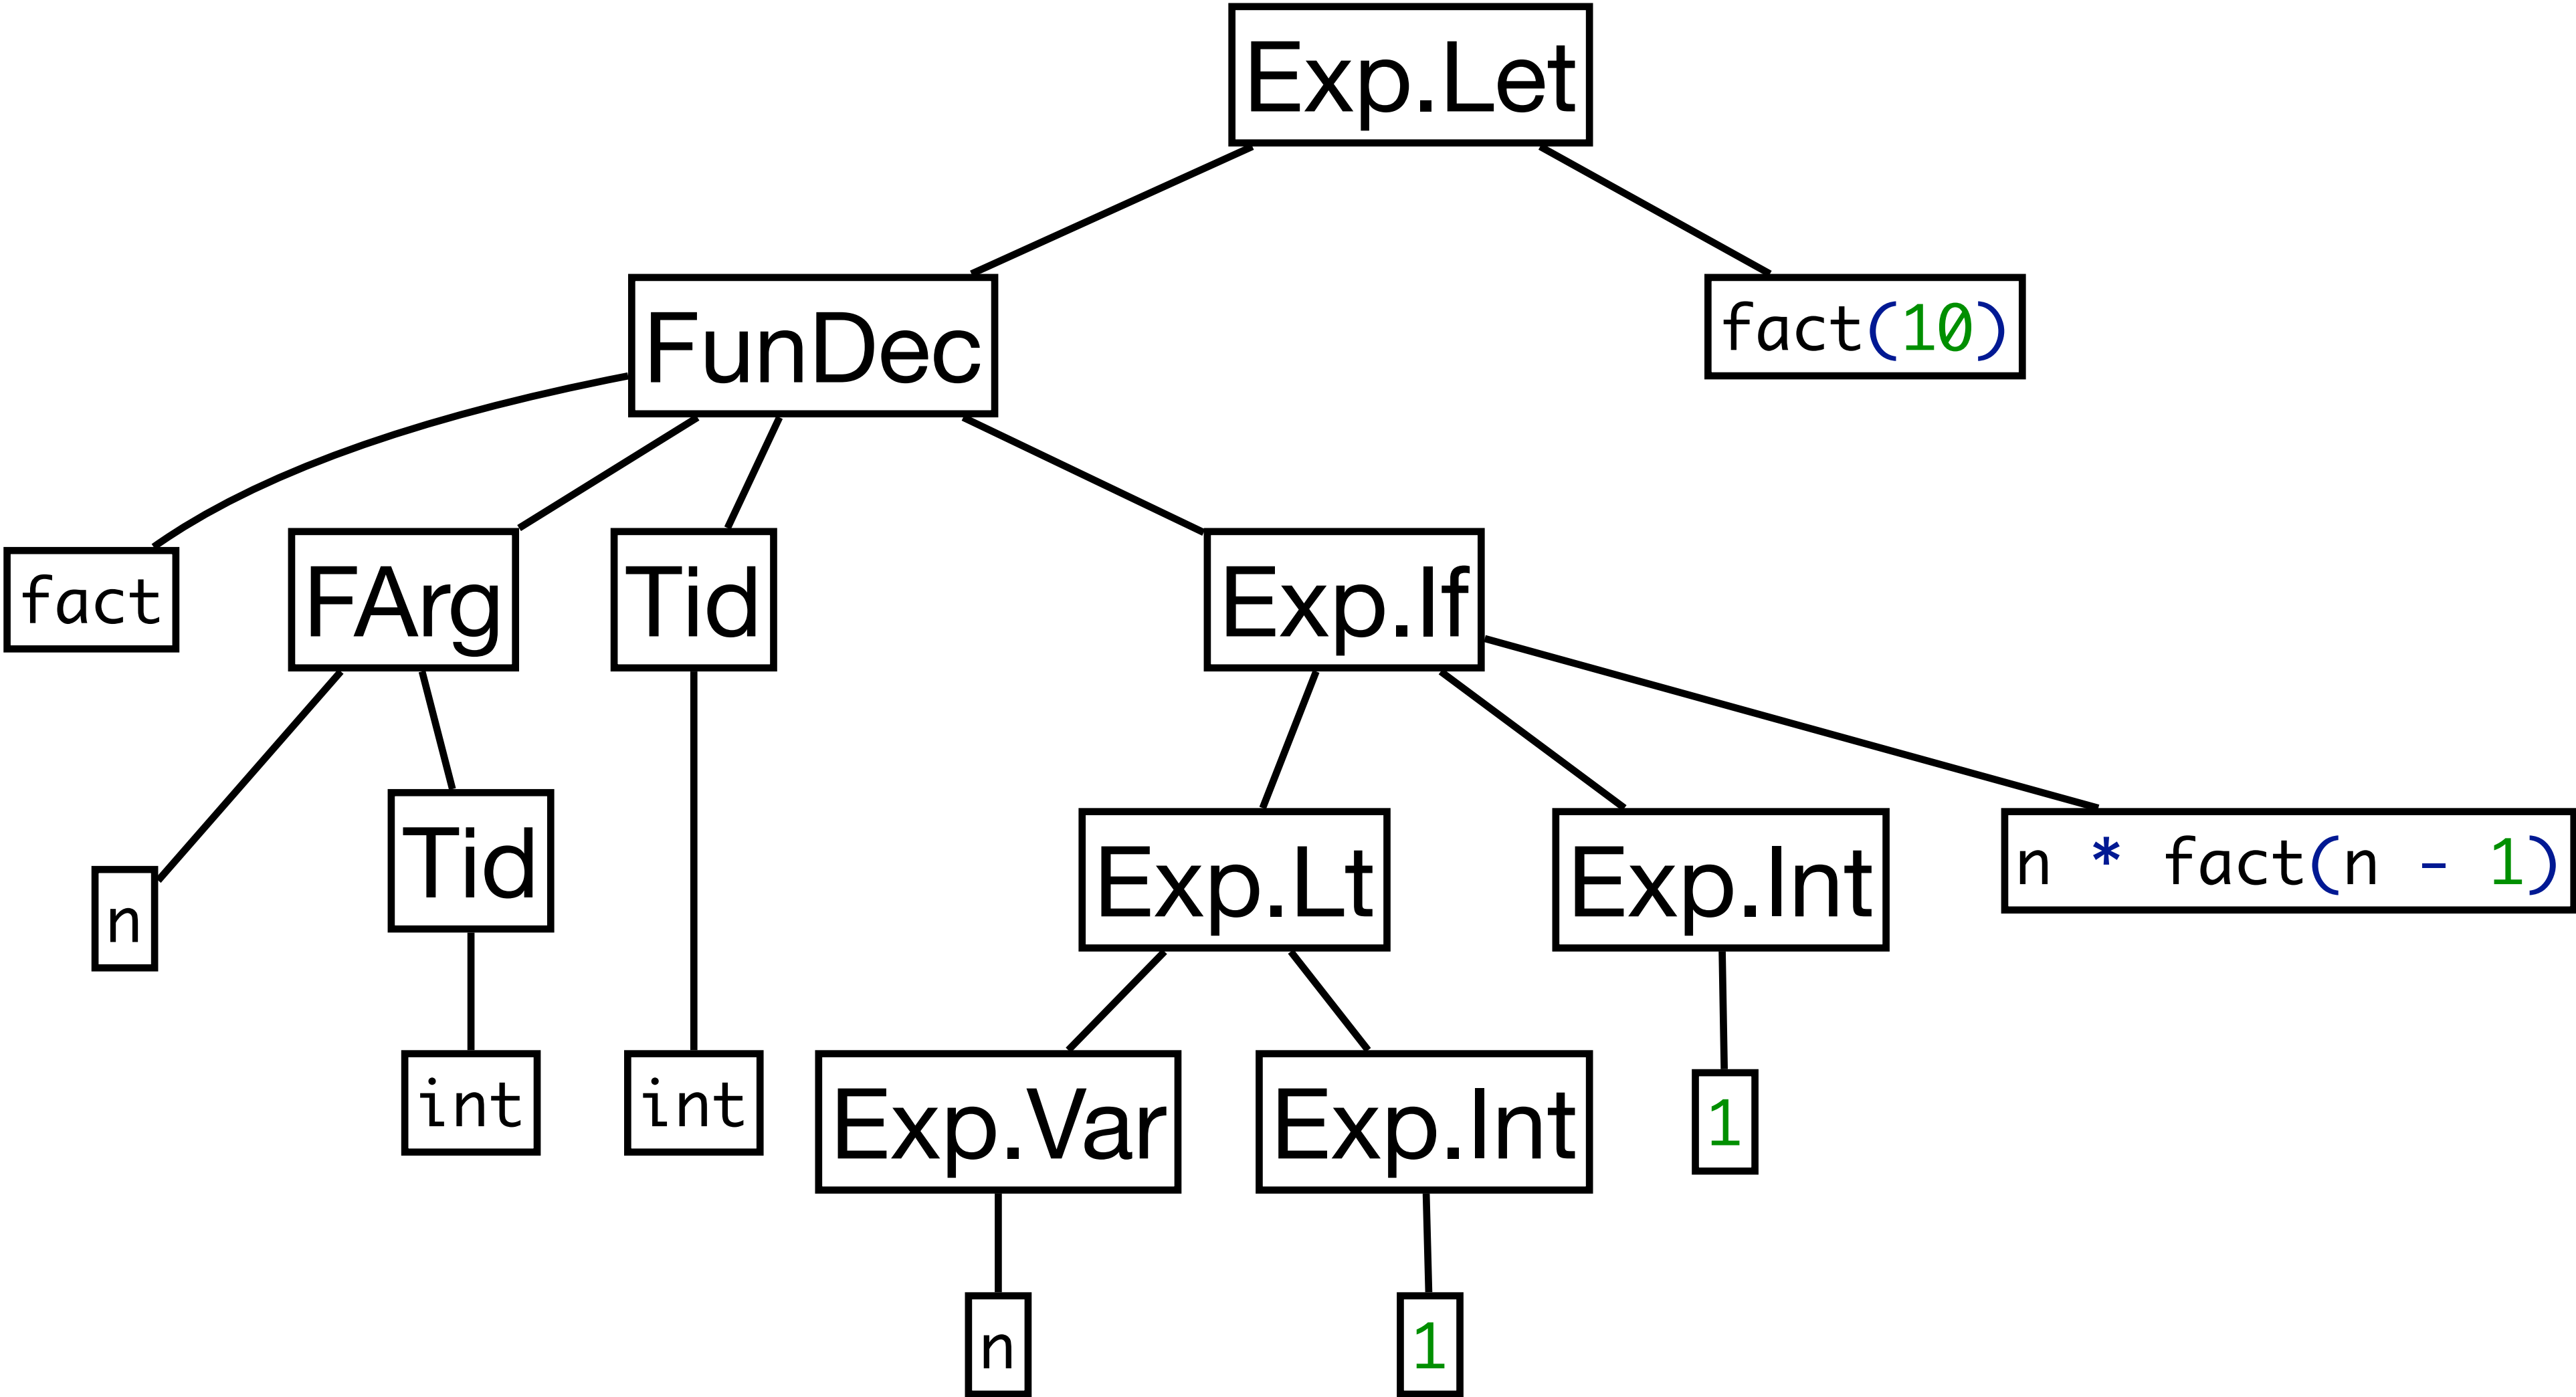 Exp.Let
FunDec
fact(10)
fact
FArg
Tid
Exp.If
n
Tid
Exp.Lt
Exp.Int
n * fact(n - 1)
int
int
Exp.Var
Exp.Int
1
n
1